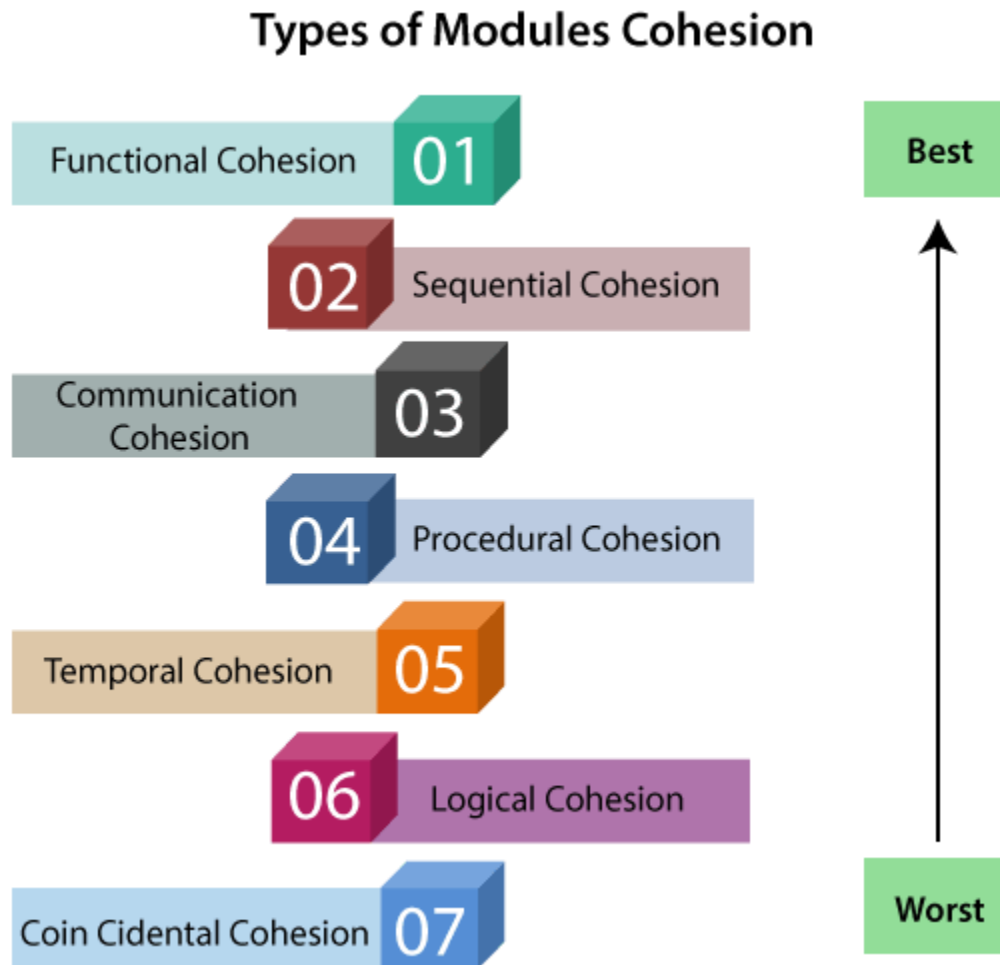 Types of Modules Cohesion
Functional Cohesion 01
Best
02 Sequential Cohesion
Communication
Cohesion
03
04 Procedural Cohesion
Temporal Cohesion 05
06 Logical Cohesion
Worst
Coin Cidental Cohesion 07